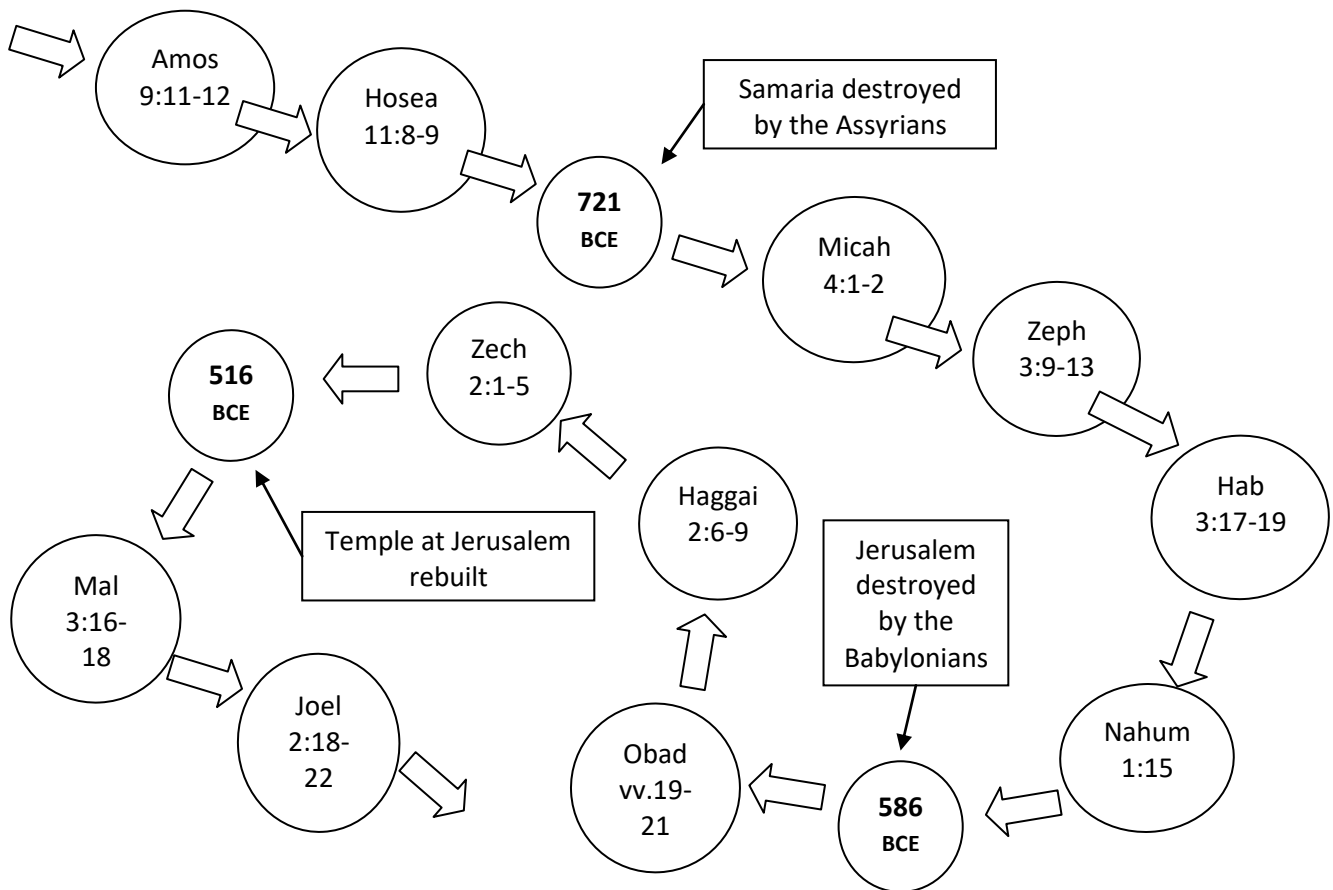 Amos
9:11-12
Hosea
11:8-9
Samaria destroyed
by the Assyrians
721
BCE
Micah
4:1-2
Zeph
3:9-13
Hab
3:17-19
Nahum
1:15
Jerusalem
destroyed
by the
Babylonians
586
BCE
Obad
vv.19-
21
Haggai
2:6-9
Zech
2:1-5
516
BCE
Temple at Jerusalem
rebuilt
Mal
3:16-
18
Joel
2:18-
22